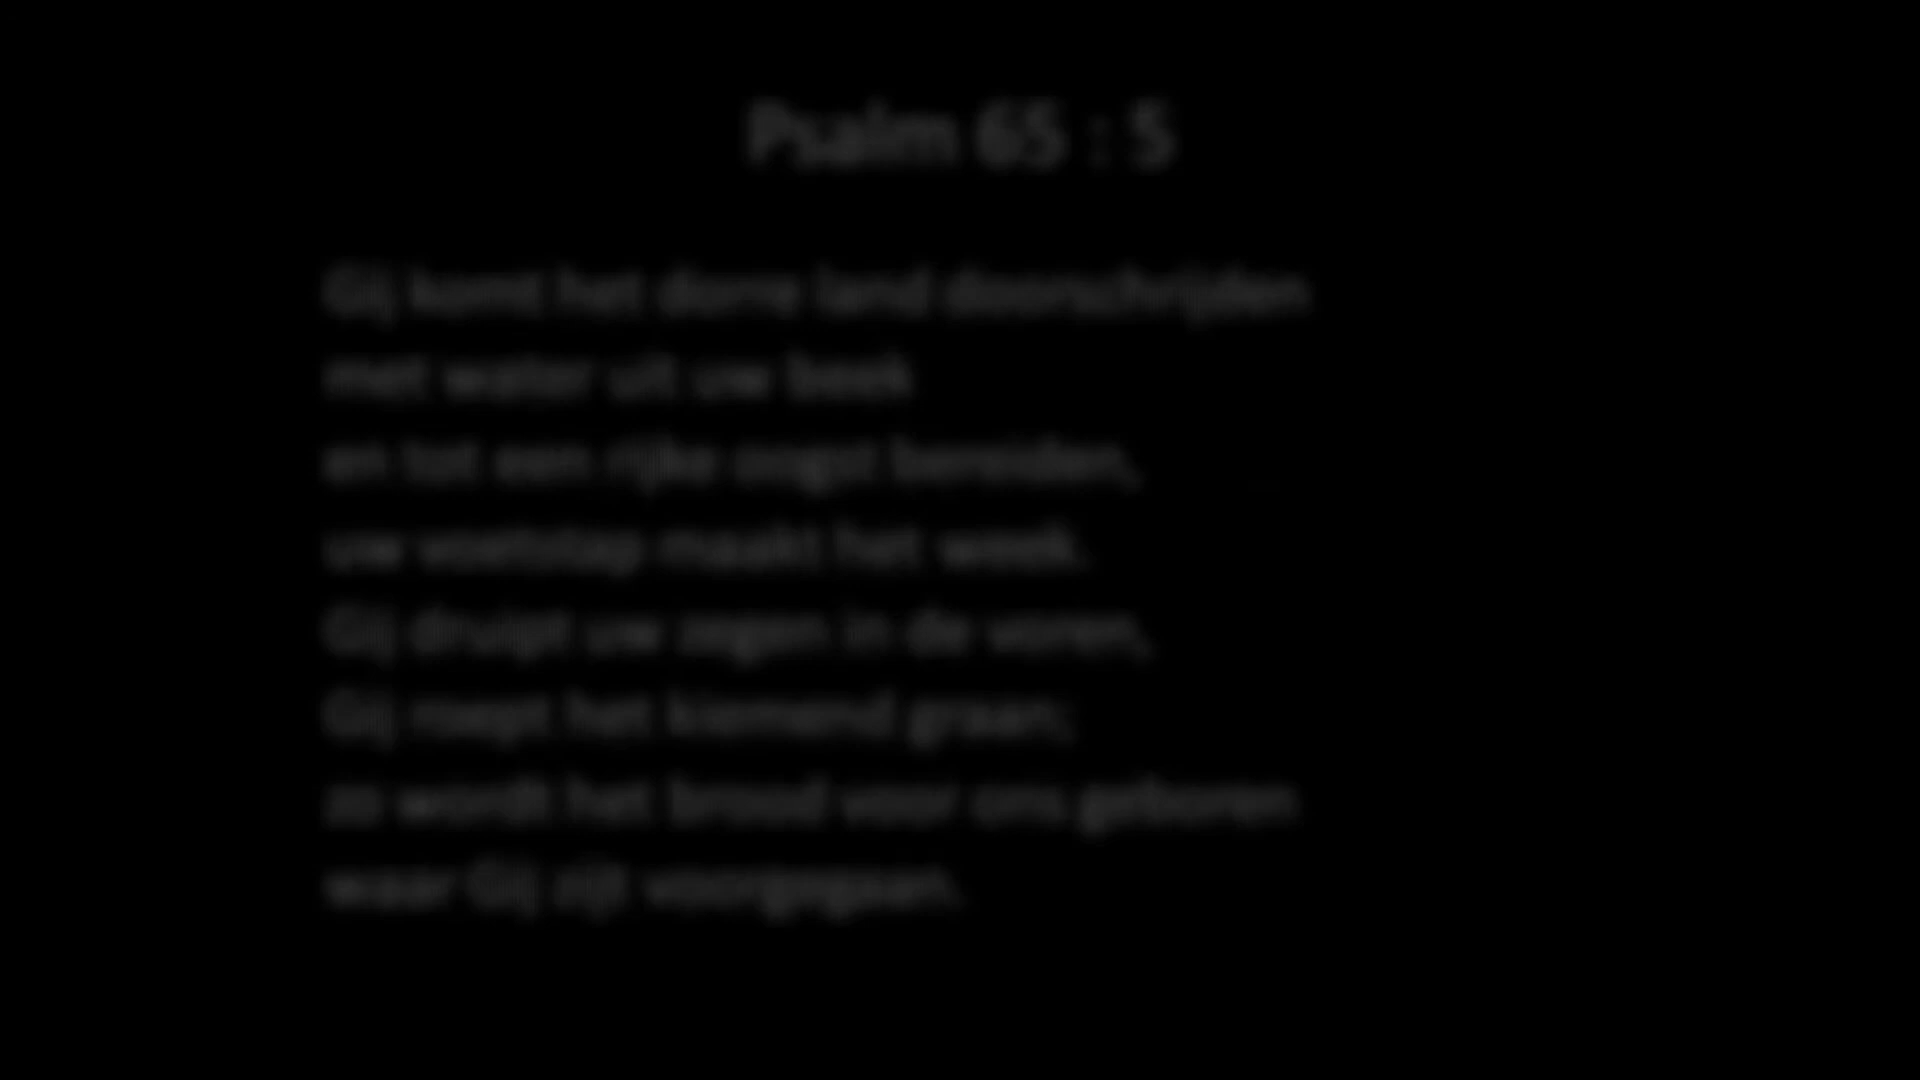 Psalm 65 : 5
Gij komt het dorre land doorschrijden
met water uit uw beek
en tot een rijke oogst bereiden,
uw voetstap maakt het week.
Gij druipt uw zegen in de voren,
Gij roept het kiemend graan;
zo wordt het brood voor ons geboren
waar Gij zijt voorgegaan.